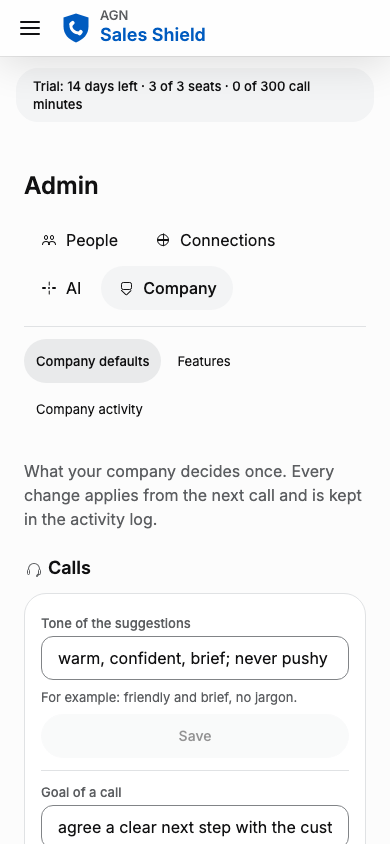 AGN
Sales Shield
Trial: 14 days left · 3 of 3 seats · 0 of 300 call
minutes
Admin
People
Connections
AI
Company
Company defaults
Features
Company activity
What your company decides once. Every
change applies from the next call and is kept
in the activity log.
Calls
Tone of the suggestions
warm, confident, brief; never pushy
For example: friendly and brief, no jargon.
Save
Goal of a call
agree a clear next step with the cust